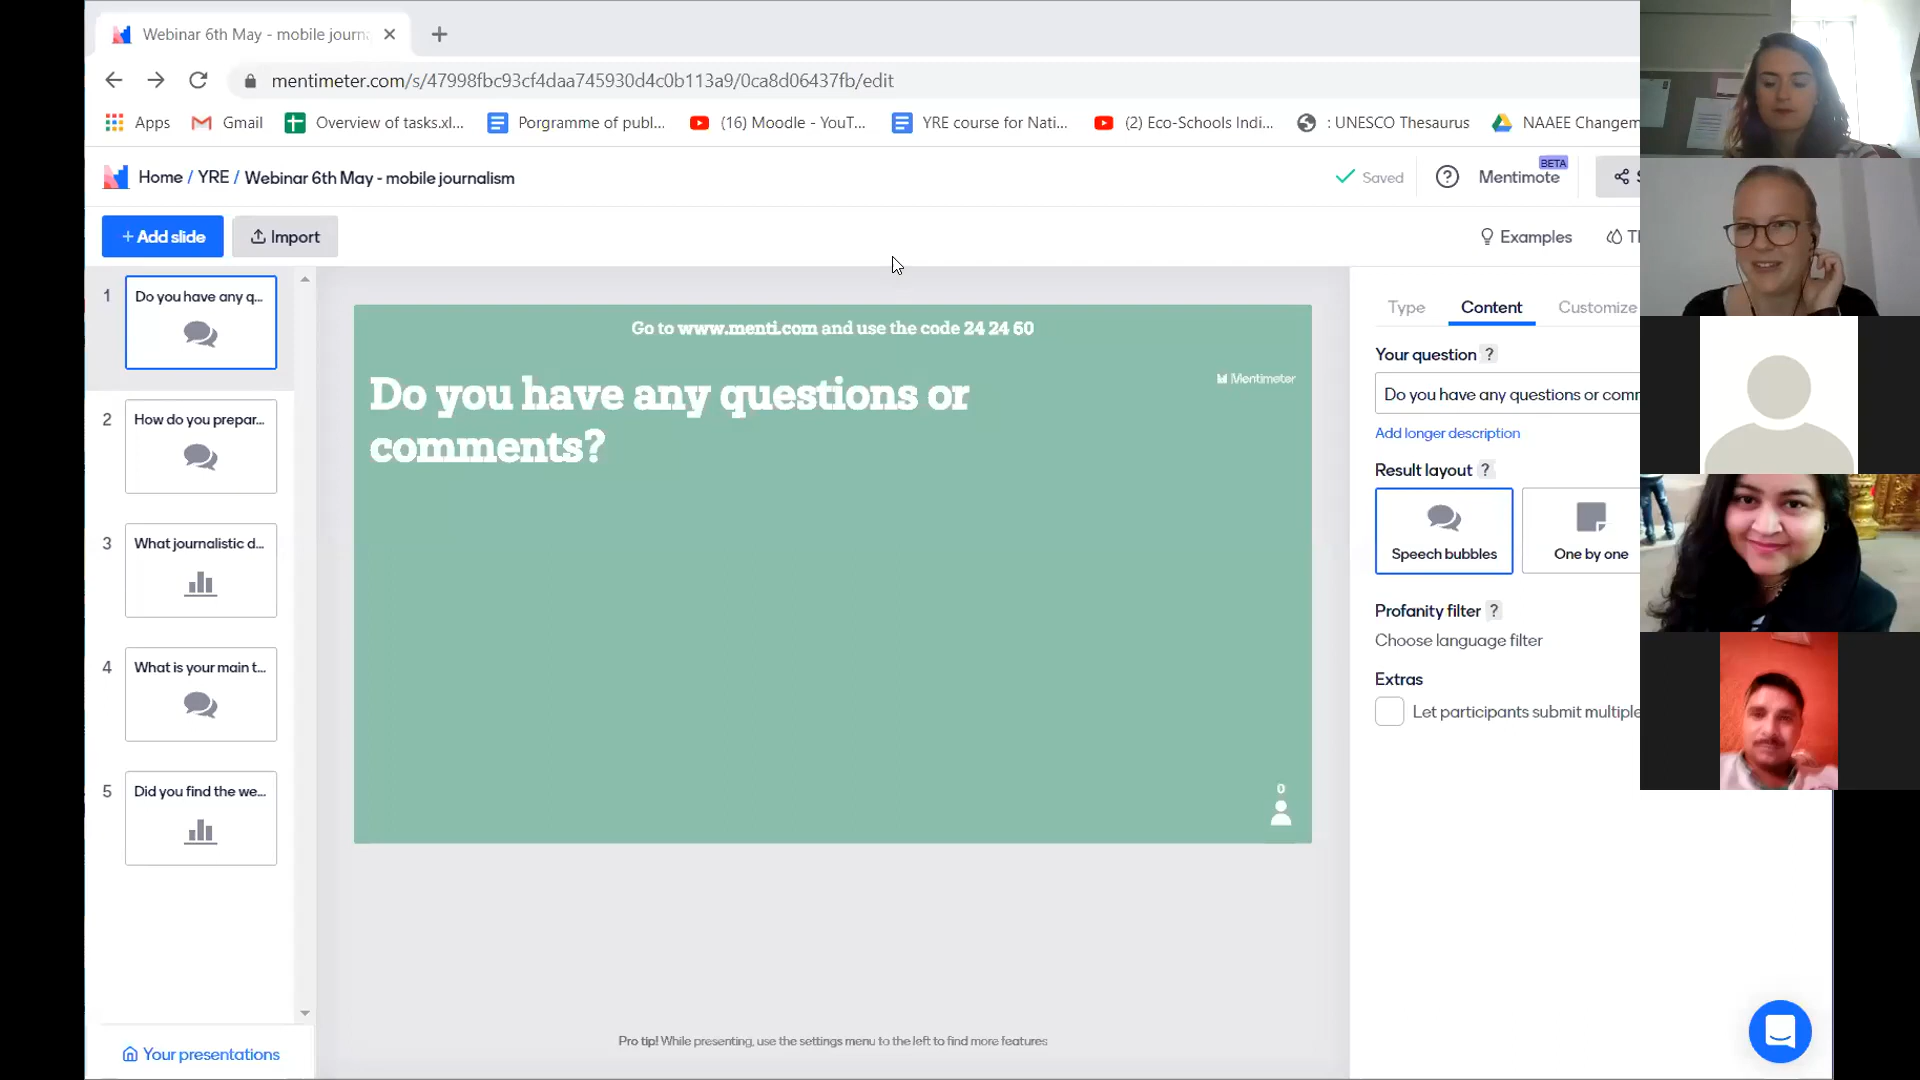 Webinar 6th May - mobile journ
mentimeter.com/s/47998fbc93cf4daa745930d4c0b113a9/0ca8d06437fb/edit
Apps
Gmail
Overview of tasks.xl...
Porgramme of publ...
(16) Moodle - YouT...
YRE course for Nati...
(2) Eco-Schools Indi...
: UNESCO Thesaurus
NAAEE Changem
Home / YRE / Webinar 6th May - mobile journalism
Saved
?
Mentimote
BETA
S
+ Add slide
Import
Examples
Th
1
Do you have any q...
2
How do you prepar...
3
What journalistic d...
4
What is your main t...
5
Did you find the we...
Your presentations
Go to www.menti.com and use the code 24 24 60
Mentimeter
Do you have any questions or
comments?
0
Pro tip! While presenting, use the settings menu to the left to find more features
Type
Content
Customize
Your question ?
Do you have any questions or comm
Add longer description
Result layout ?
Speech bubbles
One by one
Profanity filter ?
Choose language filter
Extras
Let participants submit multiple